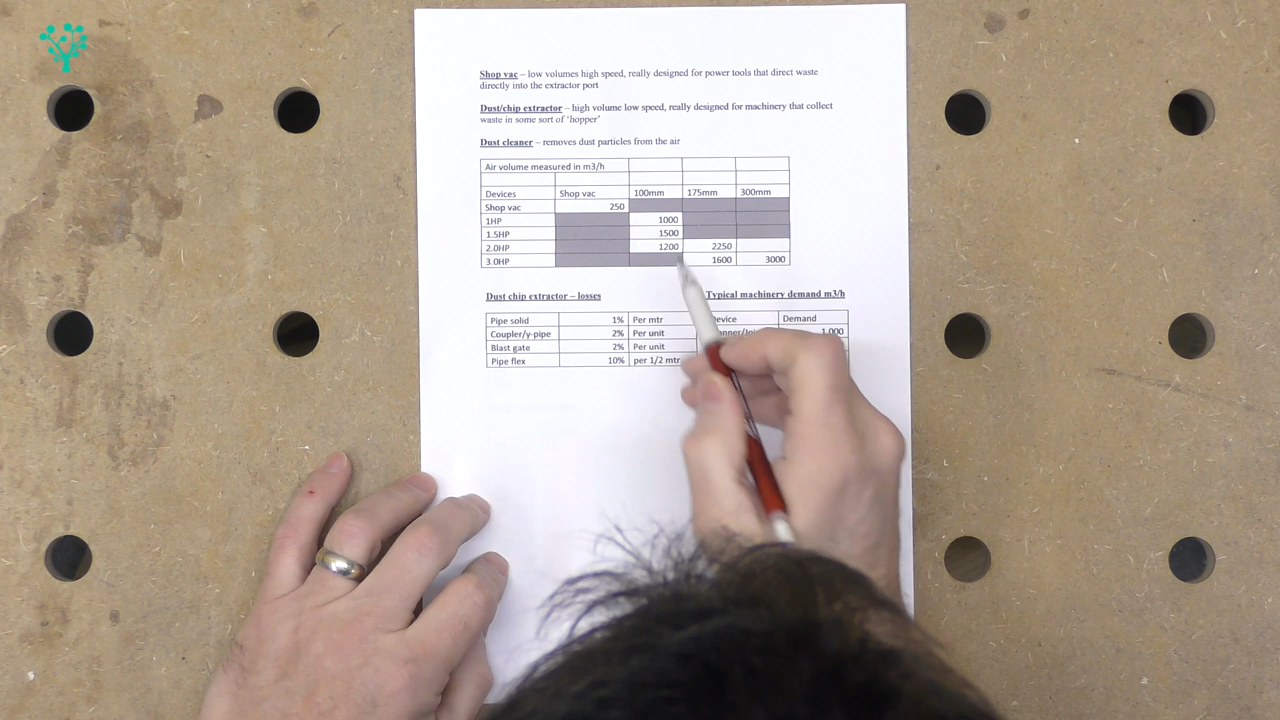 Shop vac – low volumes high speed, really designed for power tools that direct waste
directly into the extractor port
Dust/chip extractor – high volume low speed, really designed for machinery that collect
waste in some sort of ‘hopper’
Dust cleaner – removes dust particles from the air
Air volume measured in m3/h
Devices Shop vac 100mm 175mm 300mm
Shop vac 250
1HP 1000
1.5HP 1500
2.0HP 1200 2250
3.0HP 1600 3000
Dust chip extractor – losses
Pipe solid 1% Per mtr
Coupler/y-pipe 2% Per unit
Blast gate 2% Per unit
Pipe flex 10% per 1/2 mtr
Typical machinery demand m3/h
Demand
1,000